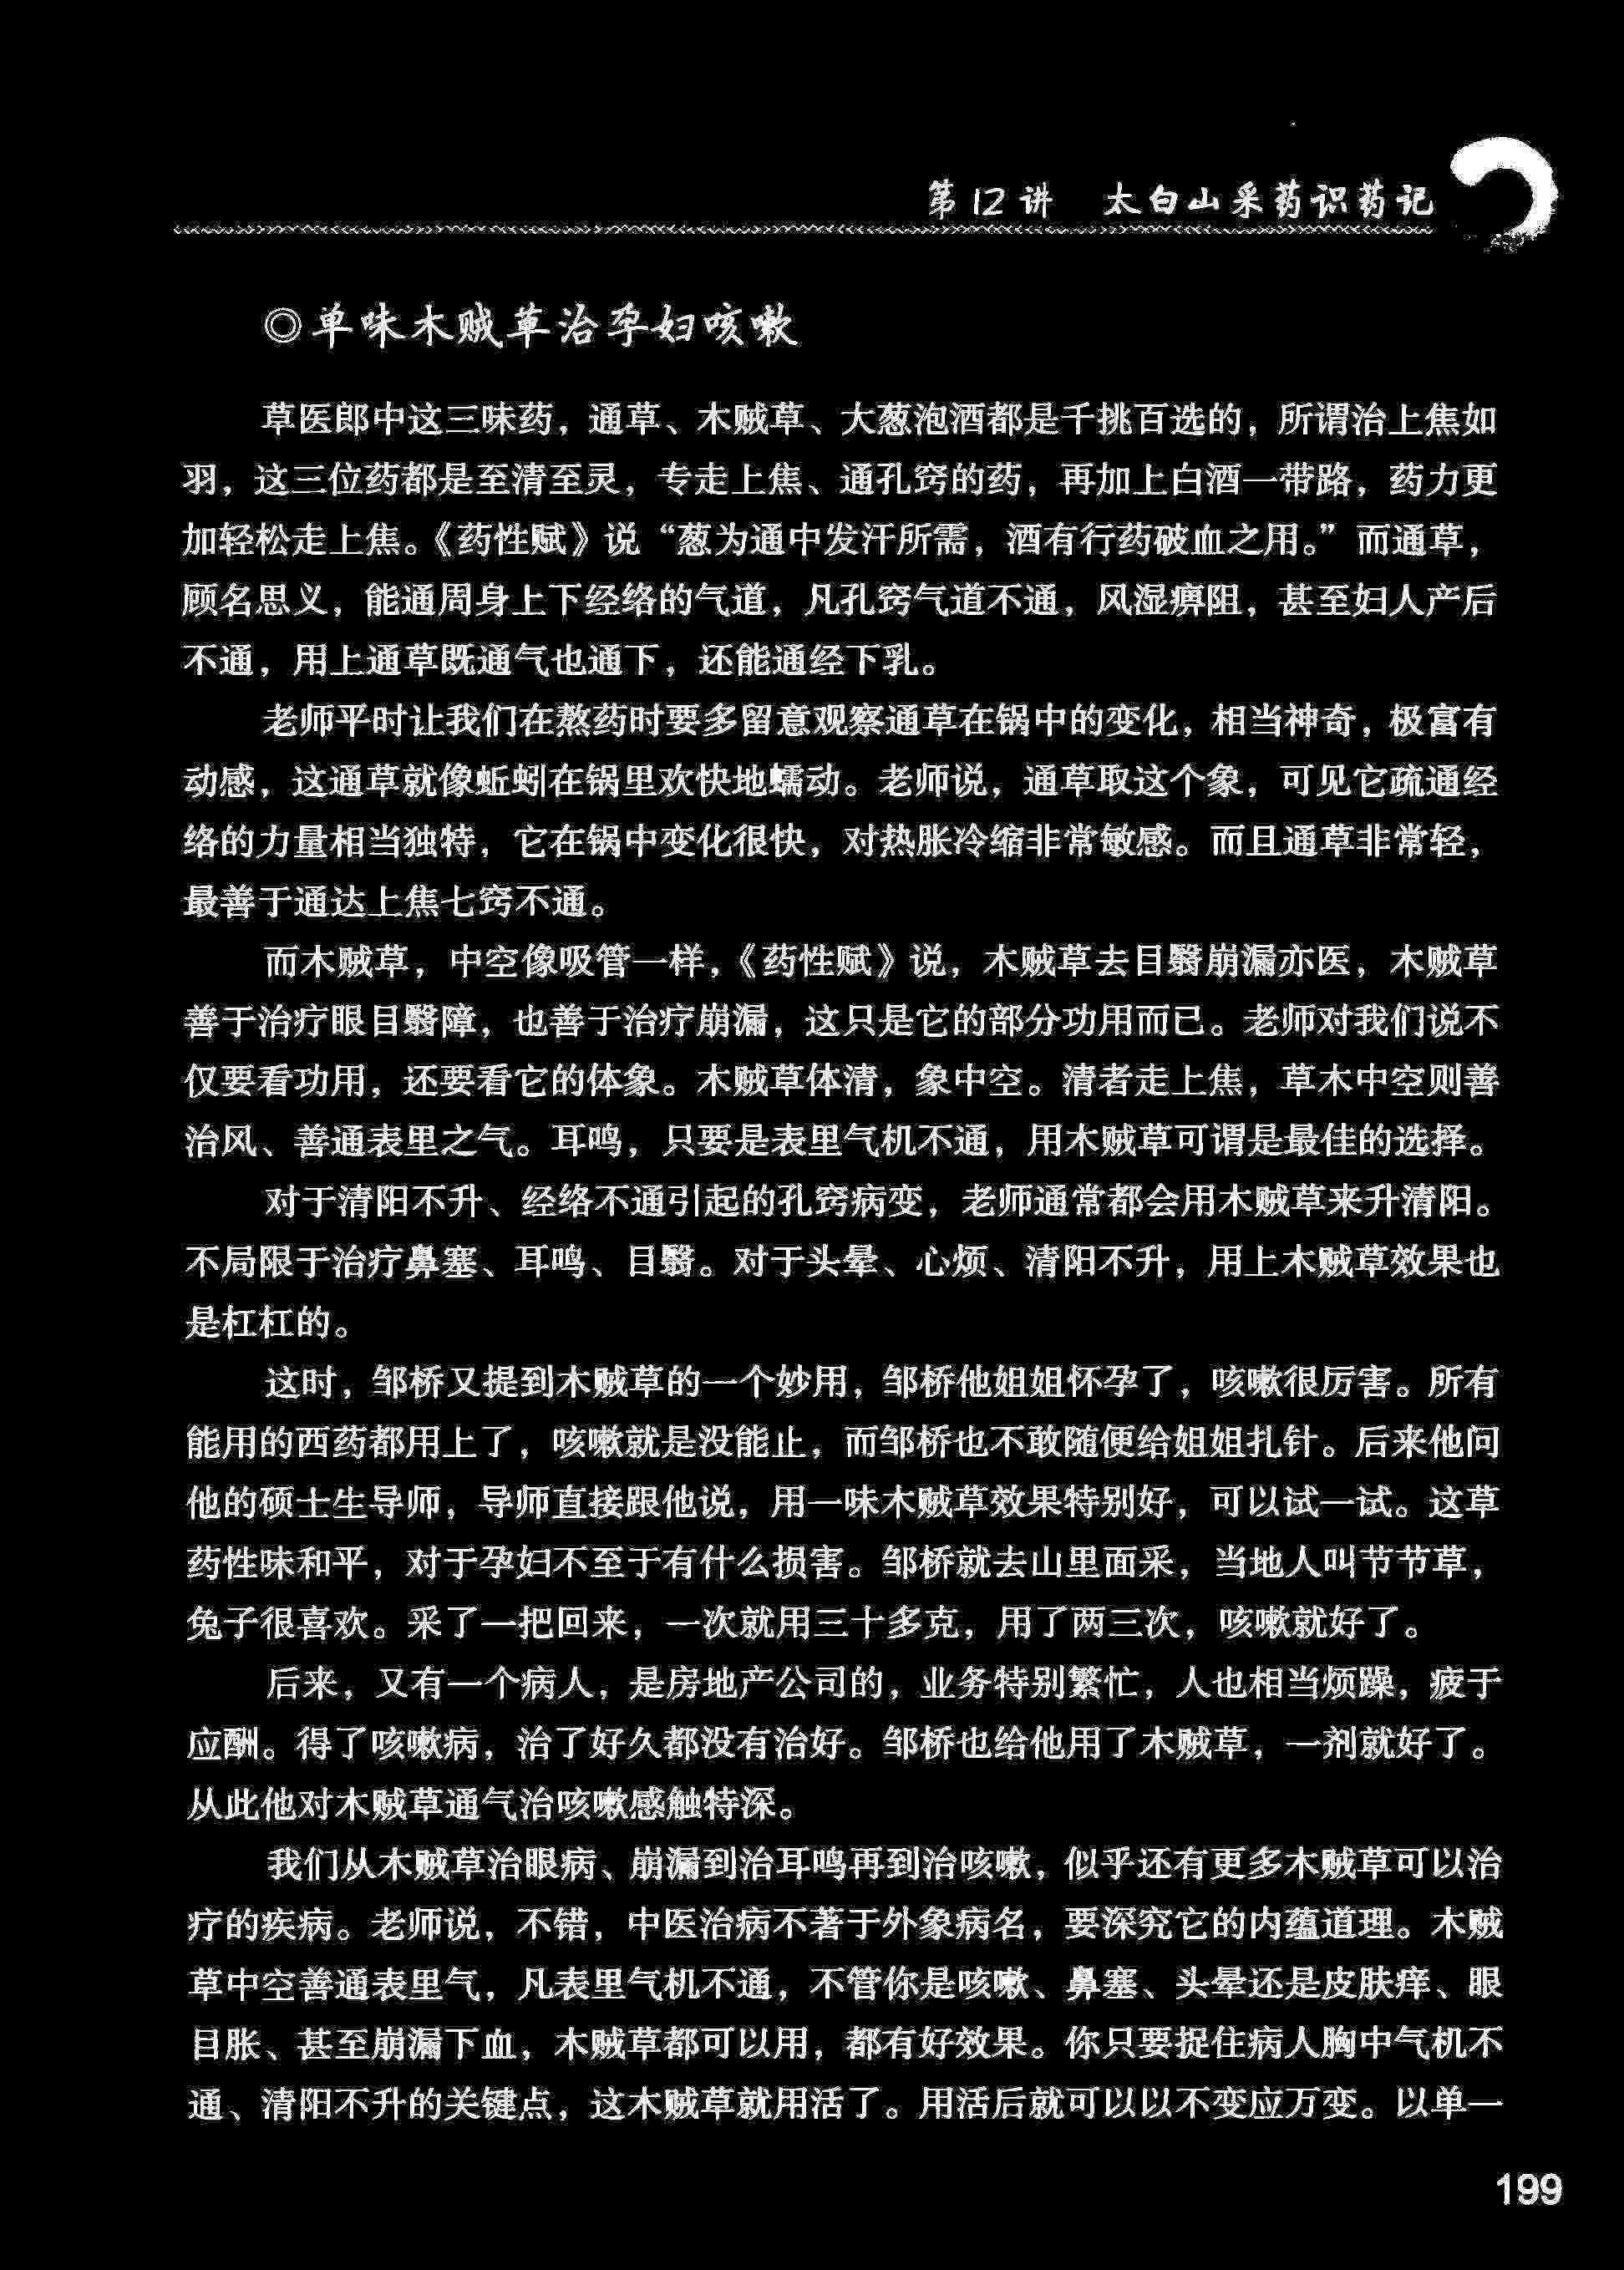 第12讲 太白山采药识药记
◎单味木贼草治孕妇咳嗽
草医郎中这三味药，通草、木贼草、大葱泡酒都是千挑百选的，所谓治上焦如
羽，这三位药都是至清至灵，专走上焦、通孔窍的药，再加上白酒一带路，药力更
加轻松走上焦。《药性赋》说“葱为通中发汗所需，酒有行药破血之用。”而通草，
顾名思义，能通周身上下经络的气道，凡孔窍气道不通，风湿痹阻，甚至妇人产后
不通，用上通草既通气也通下，还能通经下乳。
老师平时让我们在熬药时要多留意观察通草在锅中的变化，相当神奇，极富有
动感，这通草就像蚯蚓在锅里欢快地蠕动。老师说，通草取这个象，可见它疏通经
络的力量相当独特，它在锅中变化很快，对热胀冷缩非常敏感。而且通草非常轻，
最善于通达上焦七窍不通。
而木贼草，中空像吸管一样，《药性赋》说，木贼草去目翳崩漏亦医，木贼草
善于治疗眼目翳障，也善于治疗崩漏，这只是它的部分功用而已。老师对我们说不
仅要看功用，还要看它的体象。木贼草体清，象中空。清者走上焦，草木中空则善
治风、善通表里之气。耳鸣，只要是表里气机不通，用木贼草可谓是最佳的选择。
对于清阳不升、经络不通引起的孔窍病变，老师通常都会用木贼草来升清阳。
不局限于治疗鼻塞、耳鸣、目翳。对于头晕、心烦、清阳不升，用上木贼草效果也
是杠杠的。
这时，邹桥又提到木贼草的一个妙用，邹桥他姐姐怀孕了，咳嗽很厉害。所有
能用的西药都用上了，咳嗽就是没能止，而邹桥也不敢随便给姐姐扎针。后来他问
他的硕士生导师，导师直接跟他说，用一味木贼草效果特别好，可以试一试。这草
药性味和平，对于孕妇不至于有什么损害。邹桥就去山里面采，当地人叫节节草，
兔子很喜欢。采了一把回来，一次就用三十多克，用了两三次，咳嗽就好了。
后来，又有一个病人，是房地产公司的，业务特别繁忙，人也相当烦躁，疲于
应酬。得了咳嗽病，治了好久都没有治好。邹桥也给他用了木贼草，一剂就好了。
从此他对木贼草通气治咳嗽感触特深。
我们从木贼草治眼病、崩漏到治耳鸣再到治咳嗽，似乎还有更多木贼草可以治
疗的疾病。老师说，不错，中医治病不著于外象病名，要深究它的内蕴道理。木贼
草中空善通表里气，凡表里气机不通，不管你是咳嗽、鼻塞、头晕还是皮肤痒、眼
目胀、甚至崩漏下血，木贼草都可以用，都有好效果。你只要捉住病人胸中气机不
通、清阳不升的关键点，这木贼草就用活了。用活后就可以以不变应万变。以单一
199